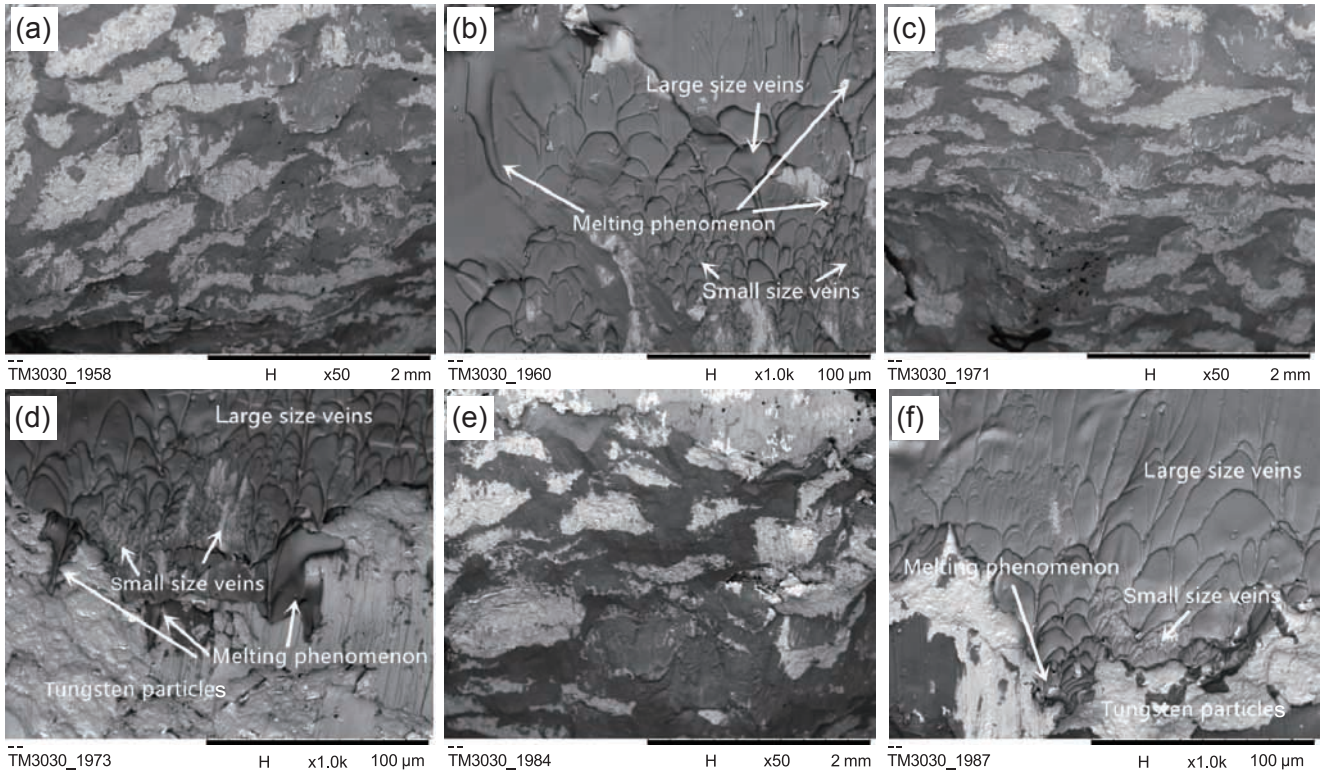 (a)
TM3030_1958 H x50 2 mm
(b)
Large size veins
Melting phenomenon
Small size veins
TM3030_1960 H x1.0k 100 µm
(c)
TM3030_1971 H x50 2 mm
(d)
Large size veins
Small size veins
Melting phenomenon
Tungsten particles
TM3030_1973 H x1.0k 100 µm
(e)
TM3030_1984 H x50 2 mm
(f)
Large size veins
Melting phenomenon
Small size veins
Tungsten particles
TM3030_1987 H x1.0k 100 µm